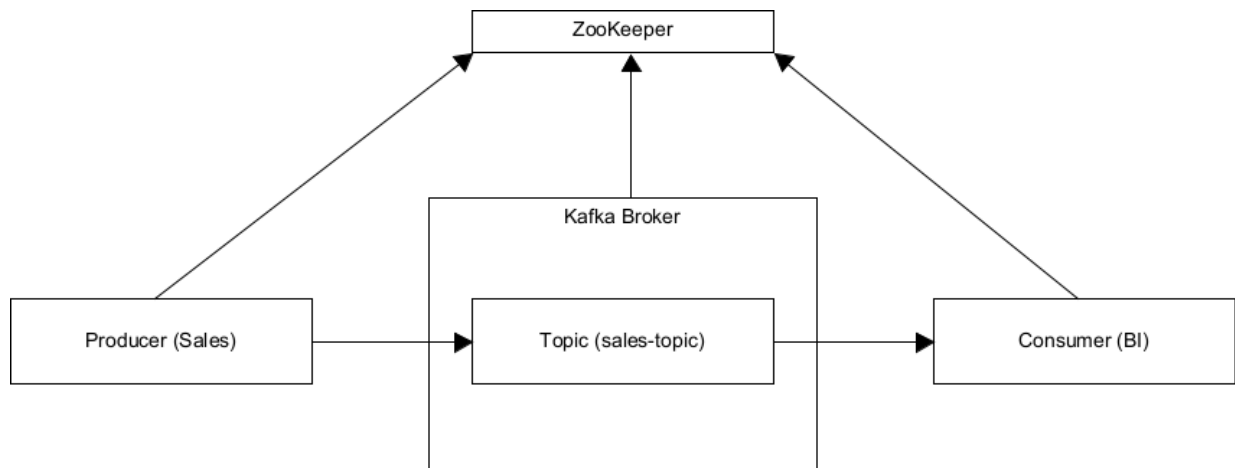 ZooKeeper
Kafka Broker
Producer (Sales)
Topic (sales-topic)
Consumer (BI)